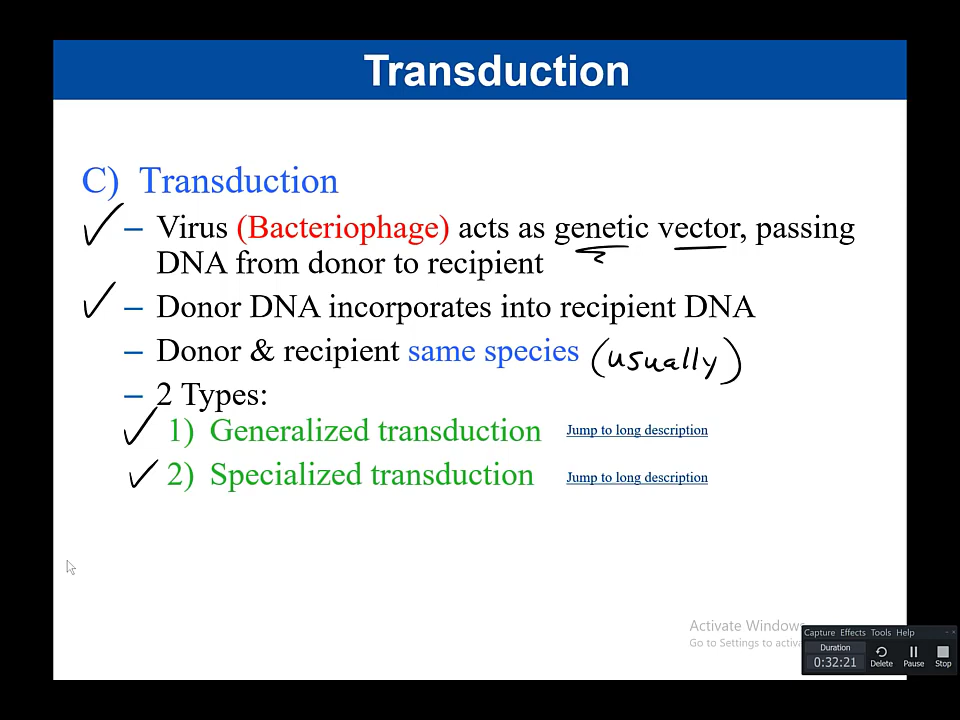 Transduction
C) Transduction
– Virus (Bacteriophage) acts as genetic vector, passing
DNA from donor to recipient
– Donor DNA incorporates into recipient DNA
– Donor & recipient same species (usually)
– 2 Types:
1) Generalized transduction Jump to long description
2) Specialized transduction Jump to long description
Activate Windows
Go to Settings to activ
Capture Effects Tools Help
Duration
0:32:21 Delete Pause Stop